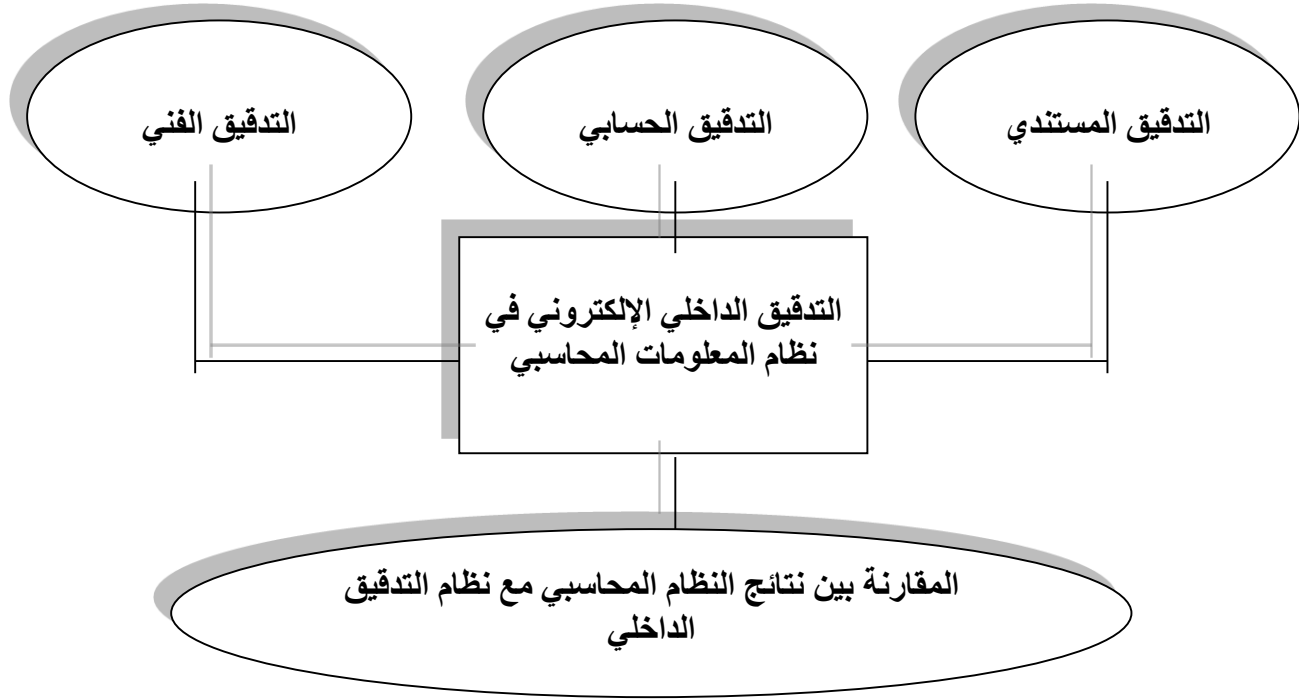 التدقيق المستندي
التدقيق الحسابي
التدقيق الفني
التدقيق الداخلي الإلكتروني في
نظام المعلومات المحاسبي
المقارنة بين نتائج النظام المحاسبي مع نظام التدقيق
الداخلي